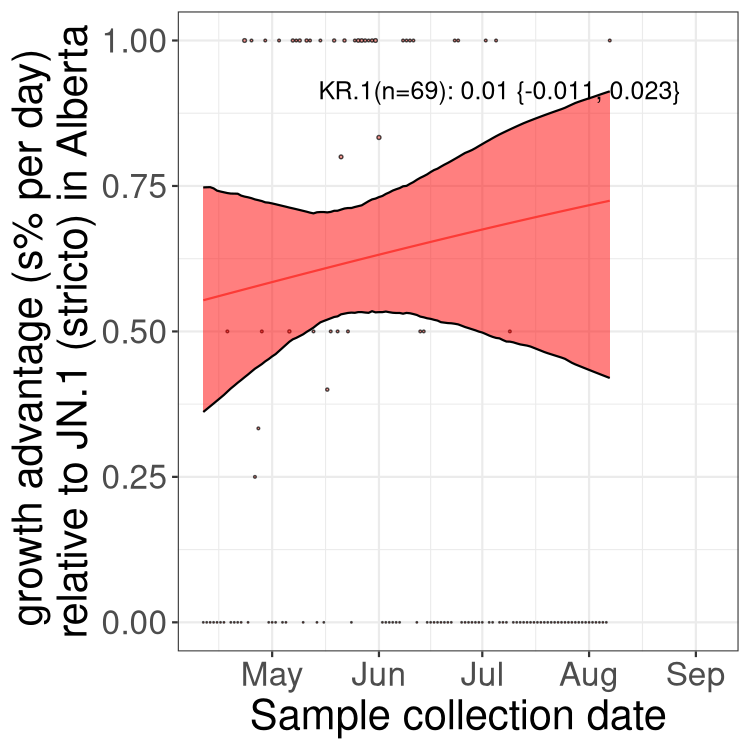 growth advantage (s% per day)
relative to JN.1 (stricto) in Alberta
1.00
0.75
0.50
0.25
0.00
KR.1(n=69): 0.01 {-0.011, 0.023}
May Jun Jul Aug Sep
Sample collection date